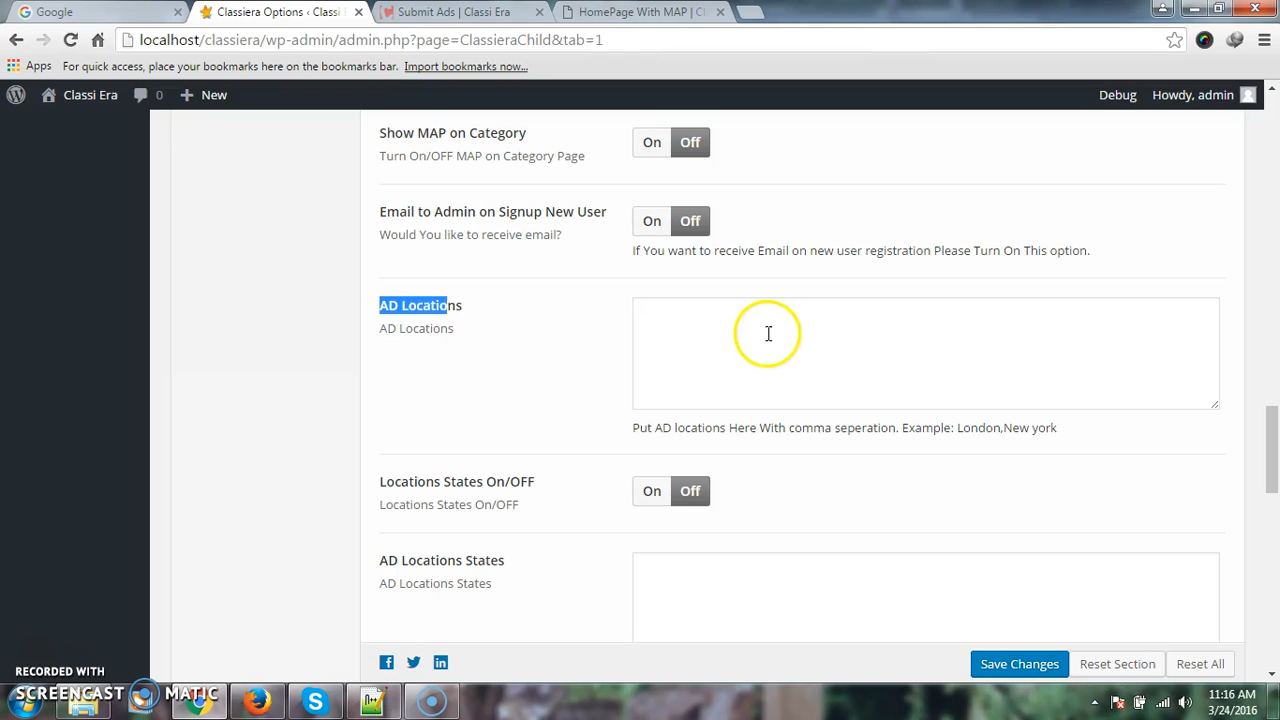 Google
Classiera Options ‹ Classi
Submit Ads | Classi Era
HomePage With MAP | Cl
localhost/classiera/wp-admin/admin.php?page=ClassieraChild&tab=1
Apps
For quick access, place your bookmarks here on the bookmarks bar.
Import bookmarks now...
Classi Era
0
New
Debug
Howdy, admin
Show MAP on Category
On Off
Turn On/OFF MAP on Category Page
Email to Admin on Signup New User
On Off
Would You like to receive email?
If You want to receive Email on new user registration Please Turn On This option.
AD Locations
AD Locations
Put AD locations Here With comma seperation. Example: London,New york
Locations States On/OFF
On Off
Locations States On/OFF
AD Locations States
AD Locations States
Save Changes
Reset Section
Reset All
RECORDED WITH
SCREENCAST MATIC
11:16 AM
3/24/2016